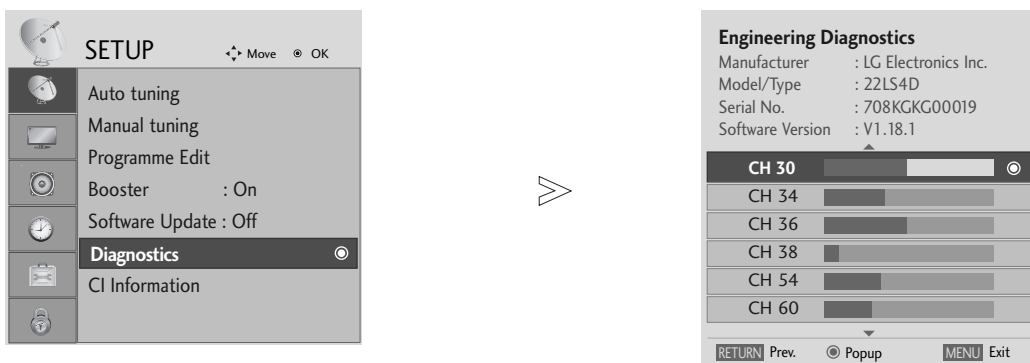 SETUP
Move OK
Auto tuning
Manual tuning
Programme Edit
Booster : On
Software Update : Off
Diagnostics
CI Information
Engineering Diagnostics
Manufacturer : LG Electronics Inc.
Model/Type : 22LS4D
Serial No. : 708KGKG00019
Software Version : V1.18.1
CH 30
CH 34
CH 36
CH 38
CH 54
CH 60
RETURN Prev. Popup MENU Exit